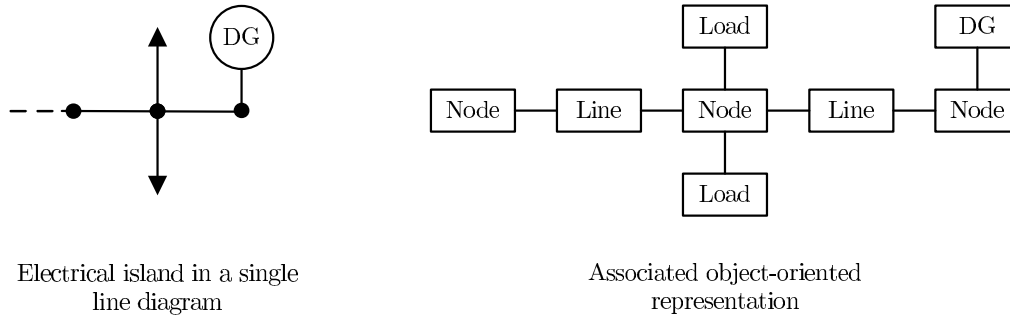 DG
Electrical island in a single
line diagram
Load
DG
Node
Line
Node
Line
Node
Load
Associated object-oriented
representation